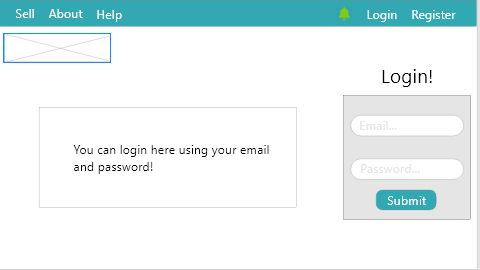 Sell About Help Login Register
Login!
You can login here using your email
and password!
Email...
Password...
Submit